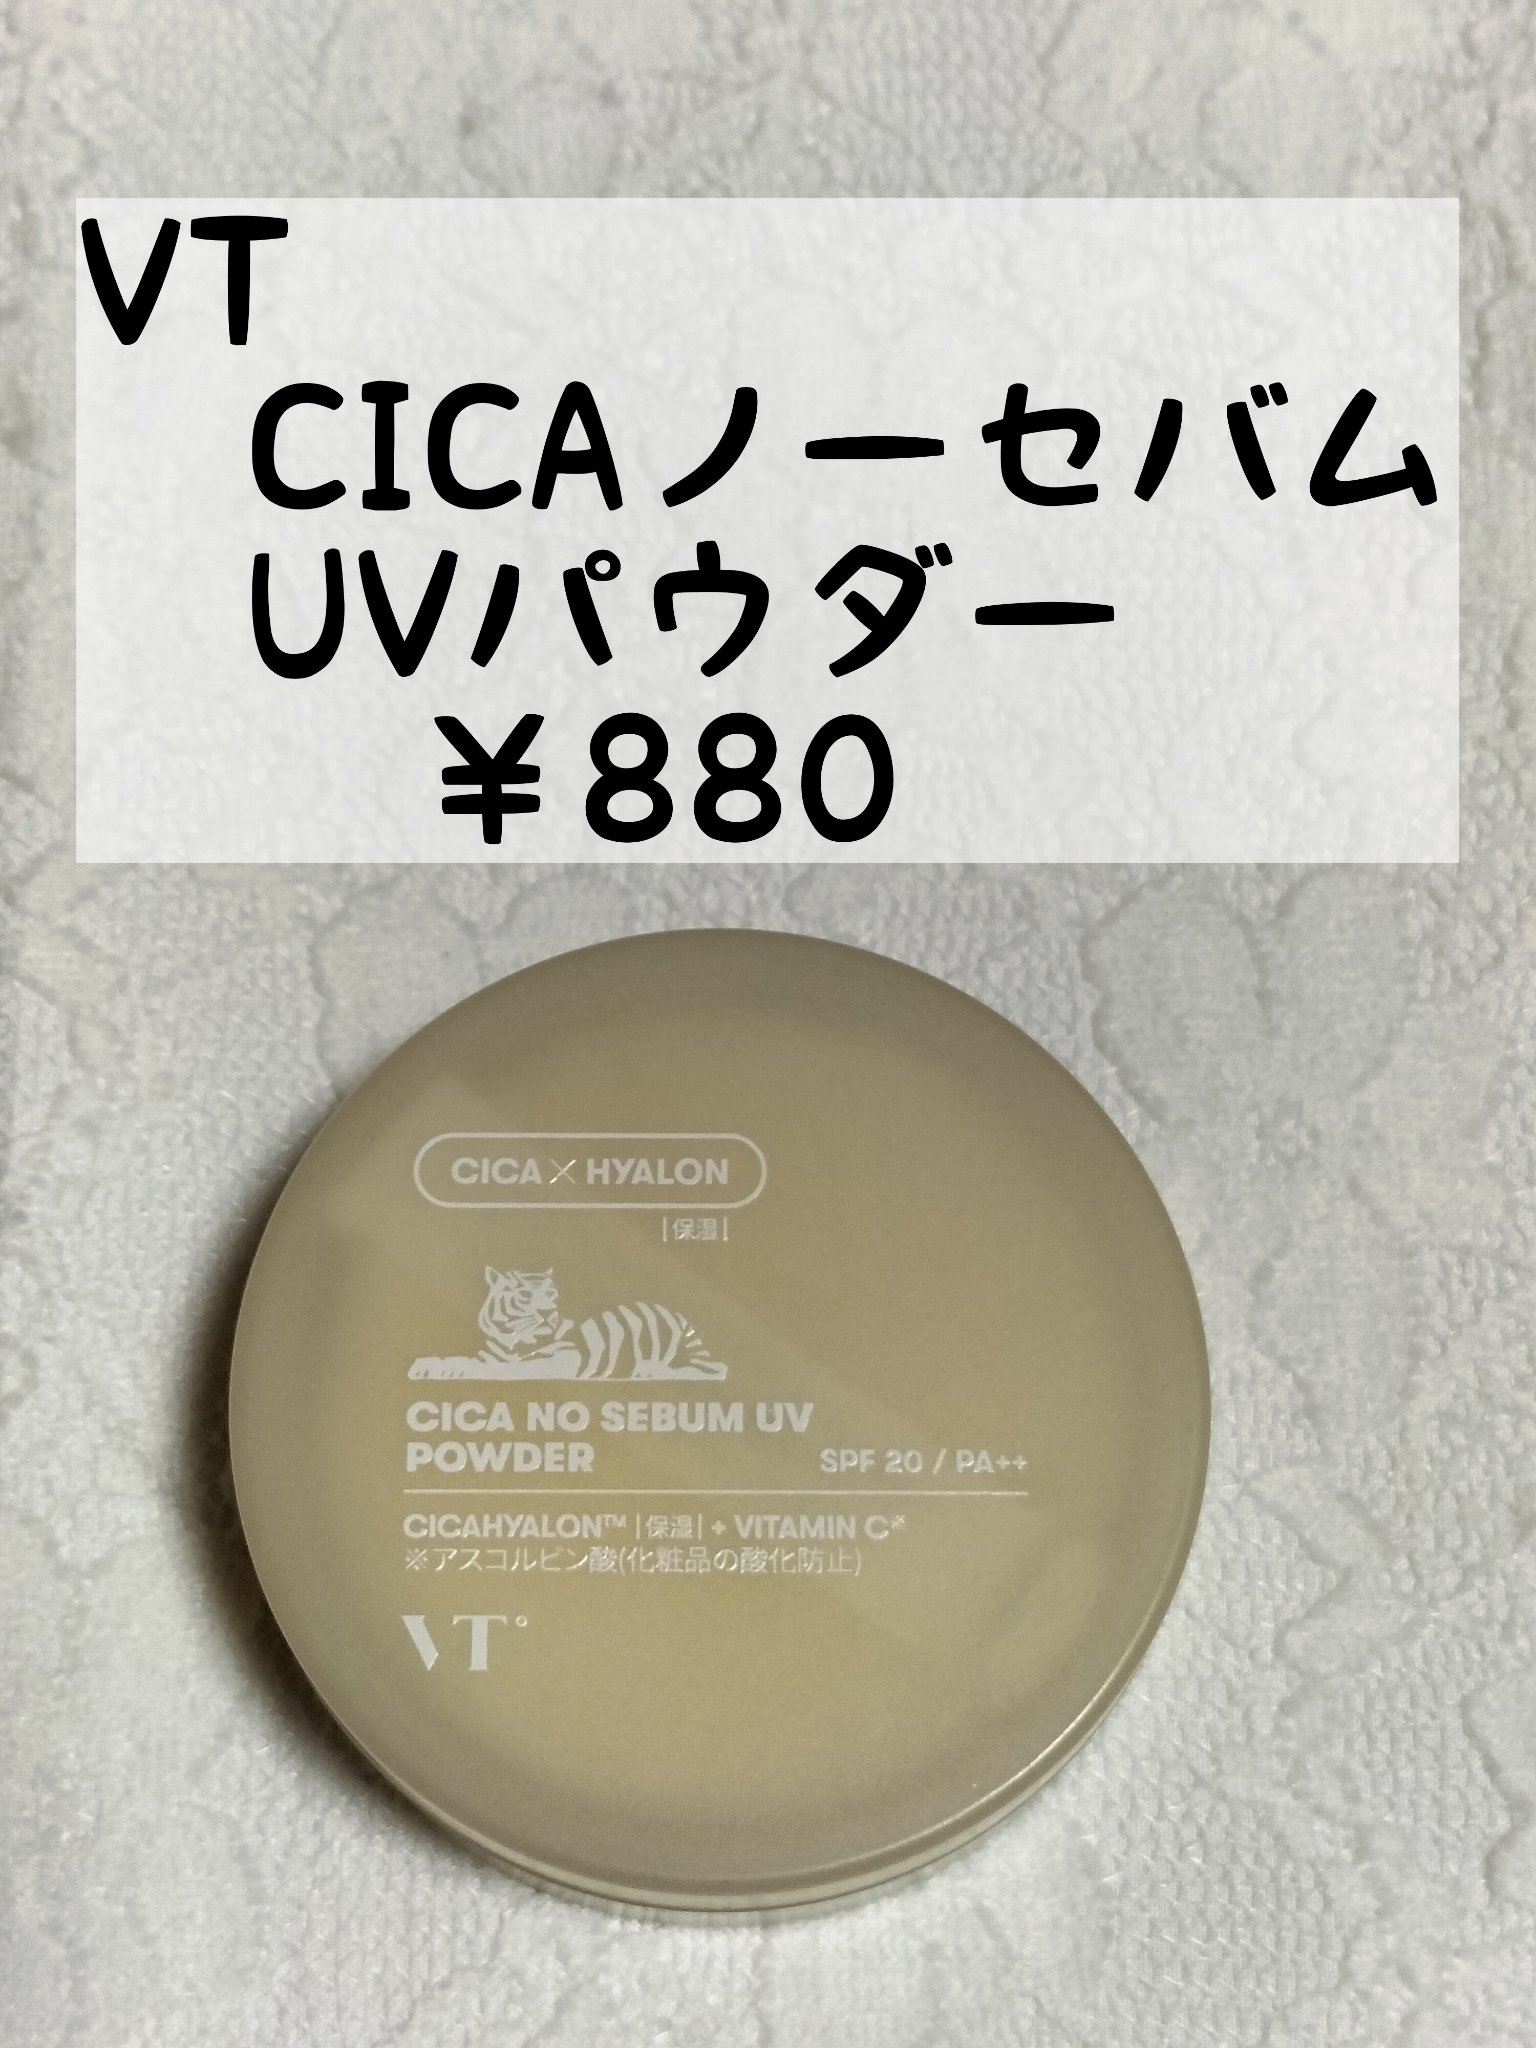 VT
CICAノーセバム
UVパウダー
￥880
CICA×HYALON
|保湿|
CICA NO SEBUM UV
POWDER SPF 20 / PA++
CICAHYALON™ |保湿| + VITAMIN C※
※アスコルビン酸(化粧品の酸化防止)
VT°